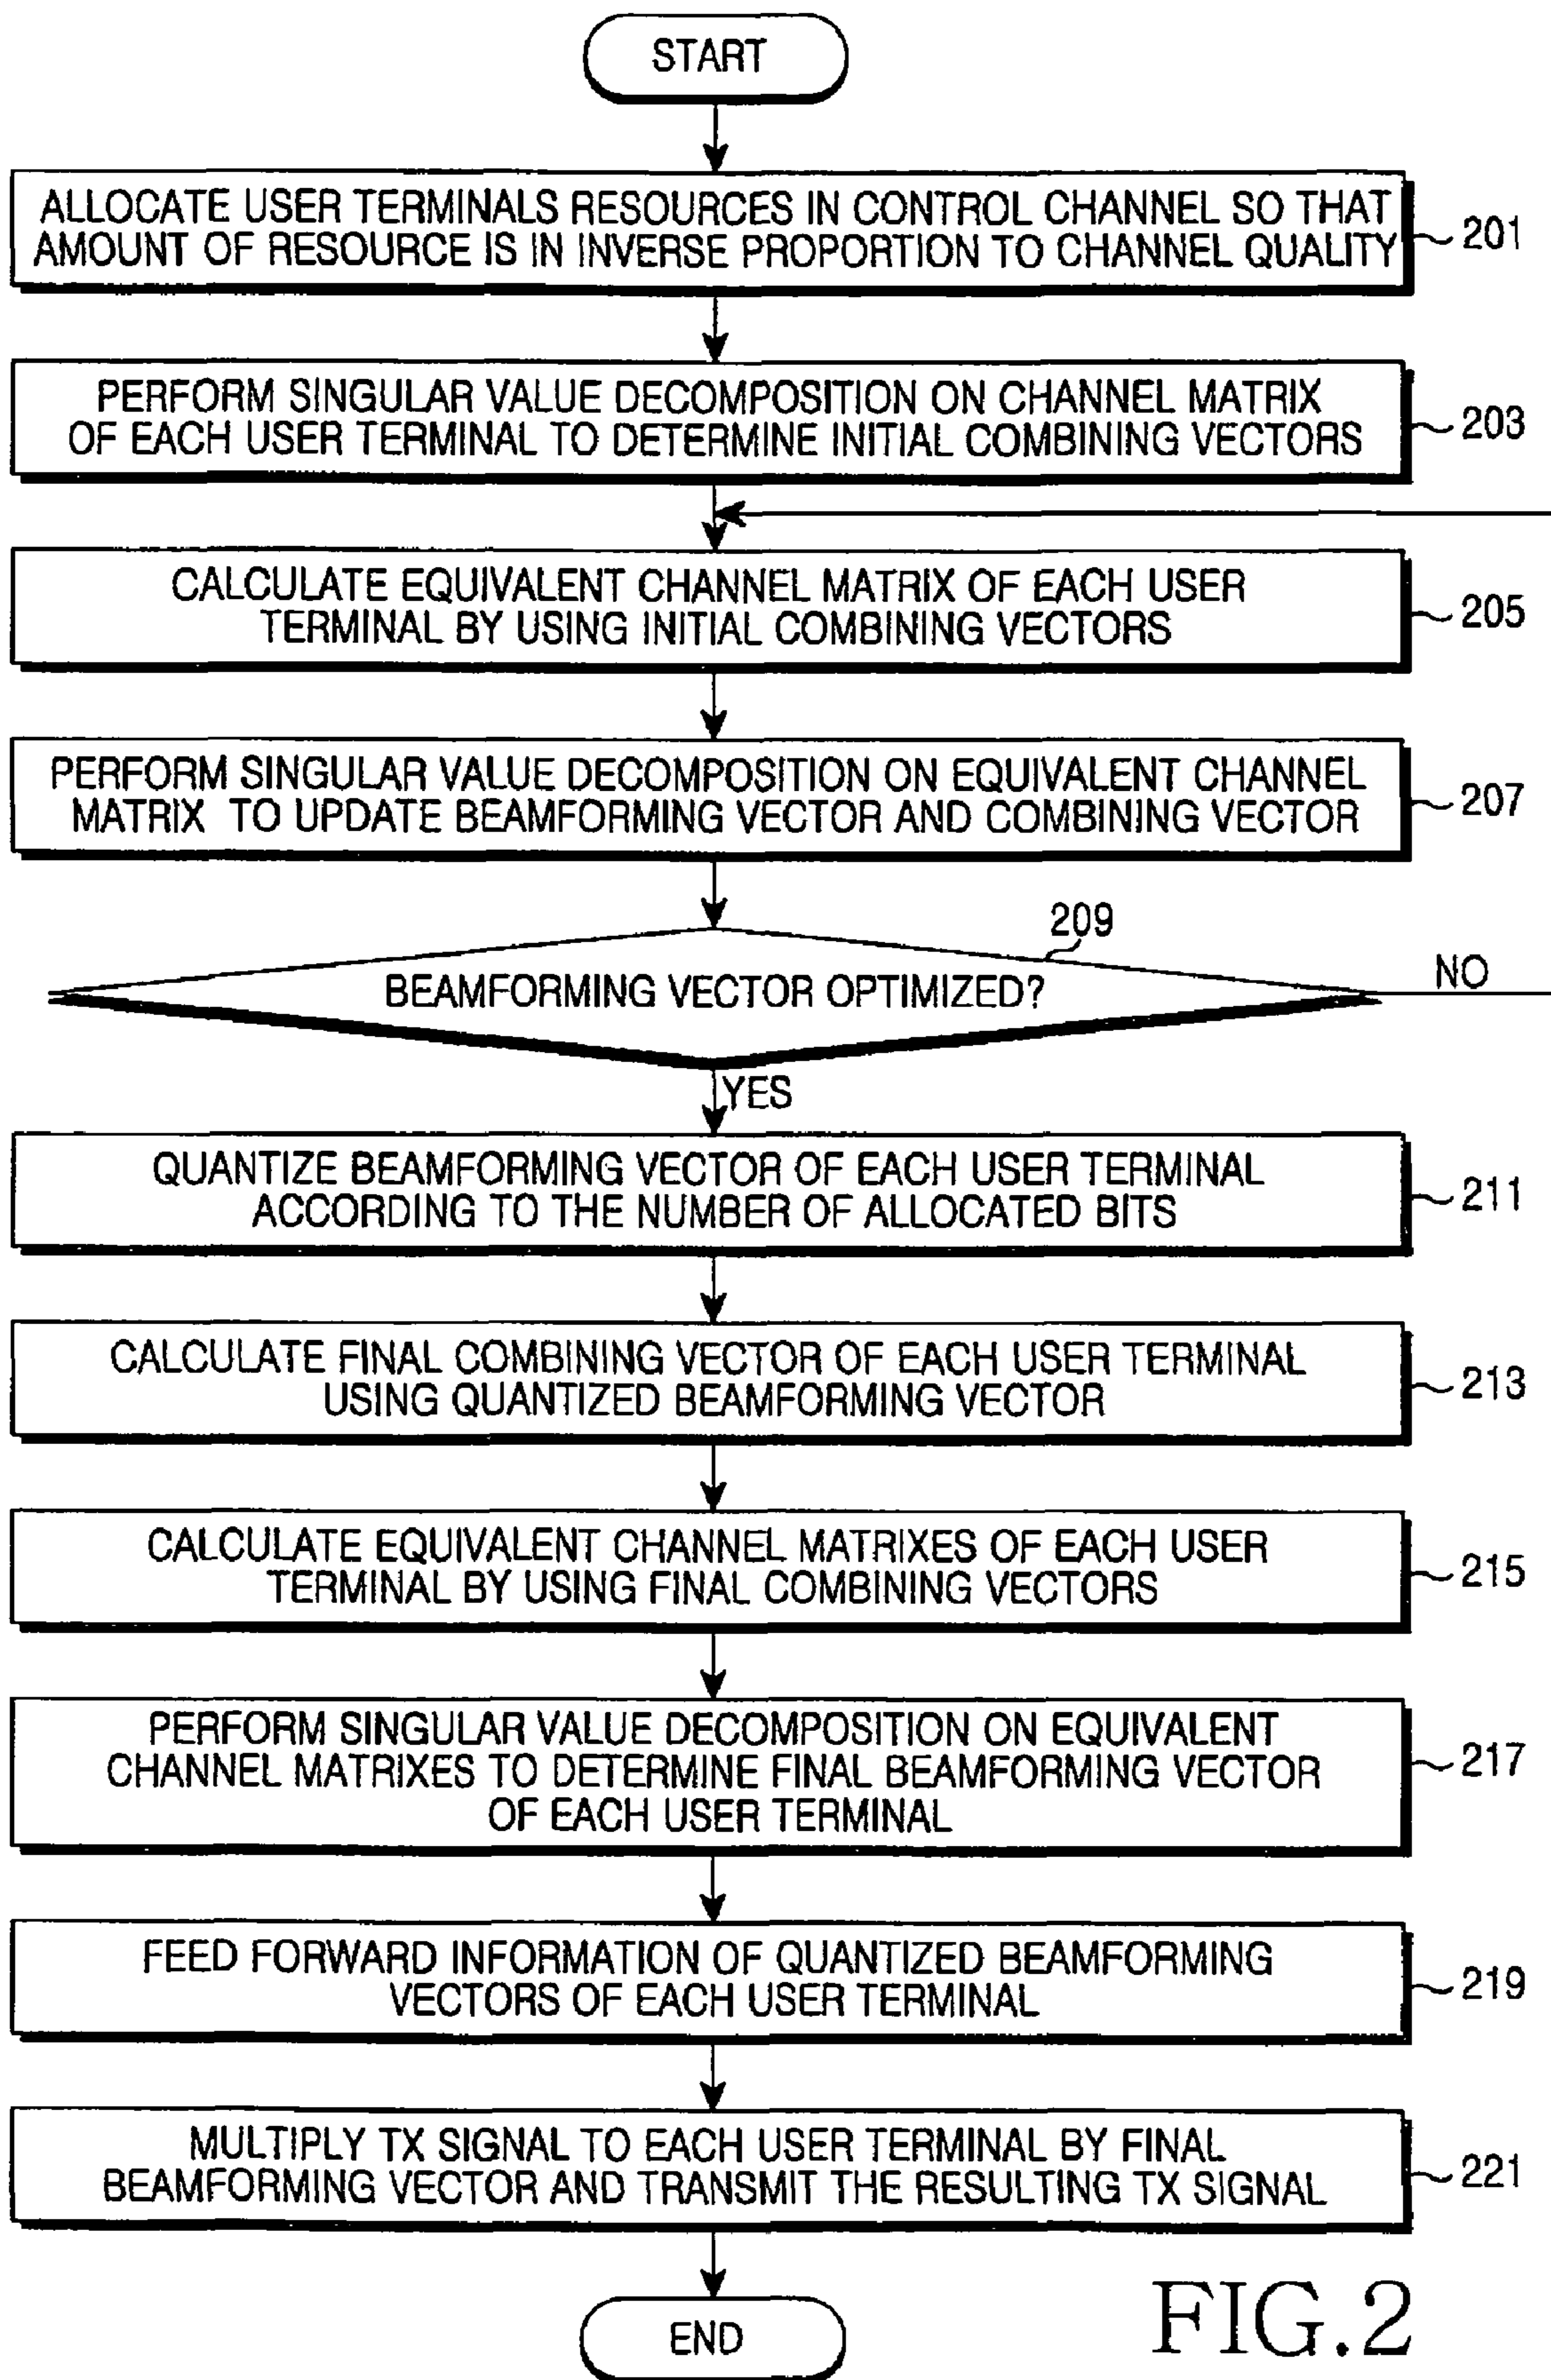 START
ALLOCATE USER TERMINALS RESOURCES IN CONTROL CHANNEL SO THAT
AMOUNT OF RESOURCE IS IN INVERSE PROPORTION TO CHANNEL QUALITY
201
PERFORM SINGULAR VALUE DECOMPOSITION ON CHANNEL MATRIX
OF EACH USER TERMINAL TO DETERMINE INITIAL COMBINING VECTORS
203
CALCULATE EQUIVALENT CHANNEL MATRIX OF EACH USER
TERMINAL BY USING INITIAL COMBINING VECTORS
205
PERFORM SINGULAR VALUE DECOMPOSITION ON EQUIVALENT CHANNEL
MATRIX TO UPDATE BEAMFORMING VECTOR AND COMBINING VECTOR
207
209
BEAMFORMING VECTOR OPTIMIZED?
NO
YES
QUANTIZE BEAMFORMING VECTOR OF EACH USER TERMINAL
ACCORDING TO THE NUMBER OF ALLOCATED BITS
211
CALCULATE FINAL COMBINING VECTOR OF EACH USER TERMINAL
USING QUANTIZED BEAMFORMING VECTOR
213
CALCULATE EQUIVALENT CHANNEL MATRIXES OF EACH USER
TERMINAL BY USING FINAL COMBINING VECTORS
215
PERFORM SINGULAR VALUE DECOMPOSITION ON EQUIVALENT
CHANNEL MATRIXES TO DETERMINE FINAL BEAMFORMING VECTOR
OF EACH USER TERMINAL
217
FEED FORWARD INFORMATION OF QUANTIZED BEAMFORMING
VECTORS OF EACH USER TERMINAL
219
MULTIPLY TX SIGNAL TO EACH USER TERMINAL BY FINAL
BEAMFORMING VECTOR AND TRANSMIT THE RESULTING TX SIGNAL
221
END
FIG.2